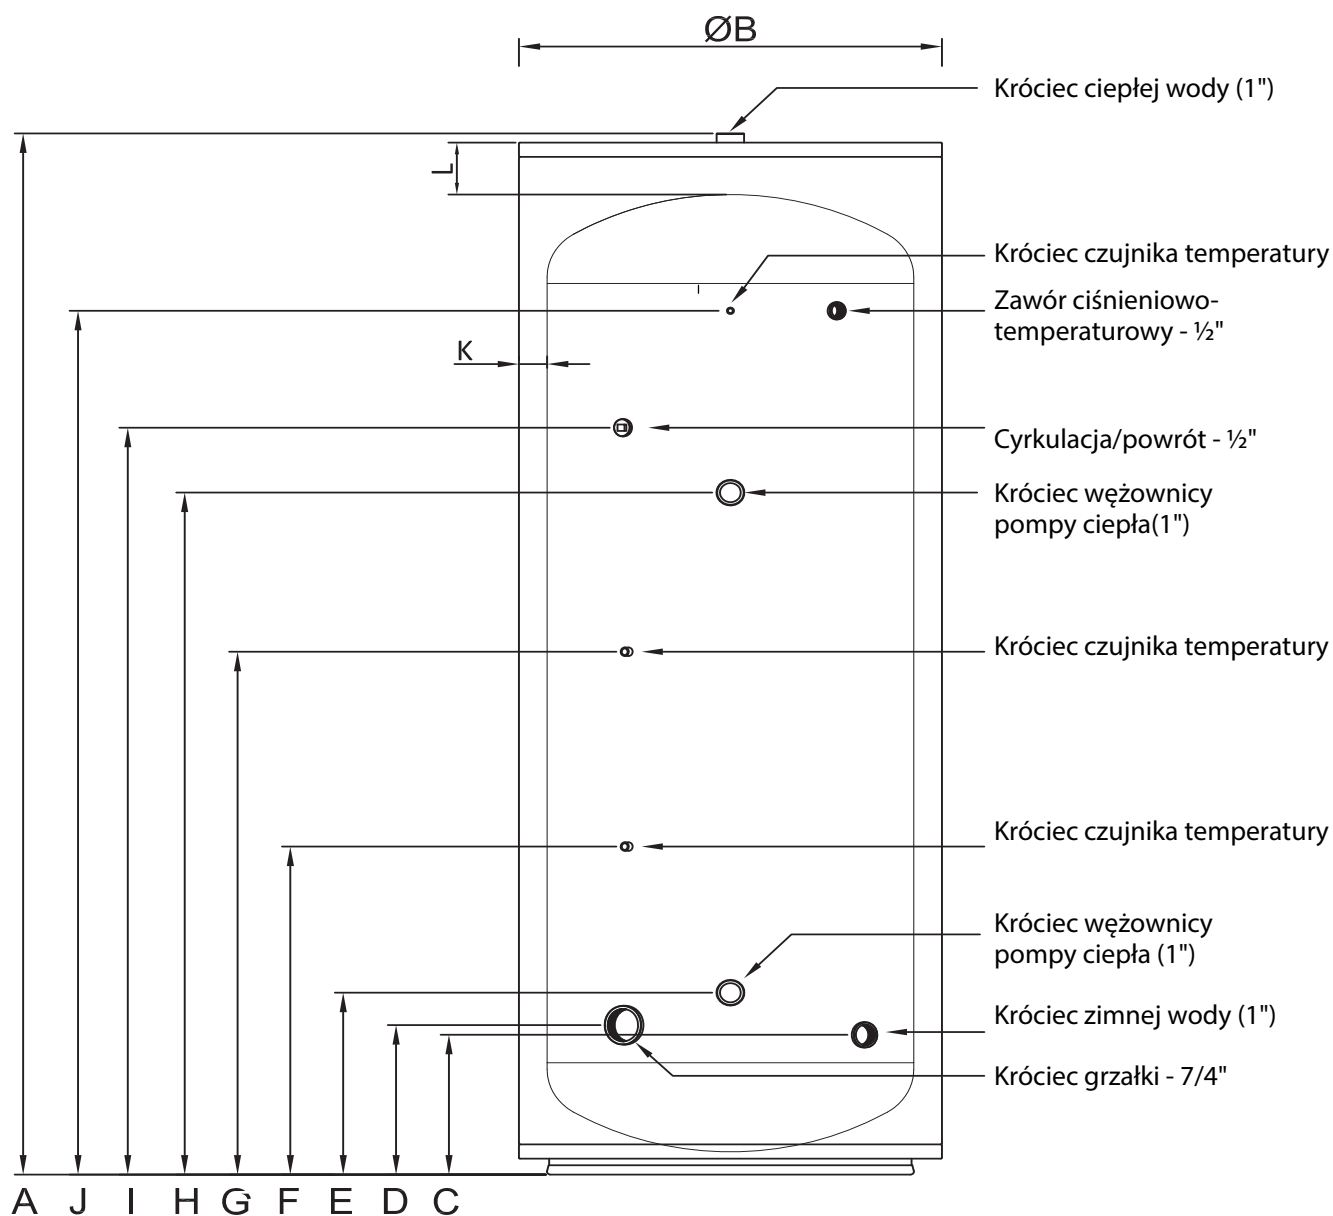 ØB
Króciec ciepłej wody (1")
L
Króciec czujnika temperatury
Zawór ciśnieniowo-
temperaturowy - ½"
K
Cyrkulacja/powrót - ½"
Króciec wężownicy
pompy ciepła(1")
Króciec czujnika temperatury
Króciec czujnika temperatury
Króciec wężownicy
pompy ciepła (1")
Króciec zimnej wody (1")
Króciec grzałki - 7/4"
A J I H G F E D C